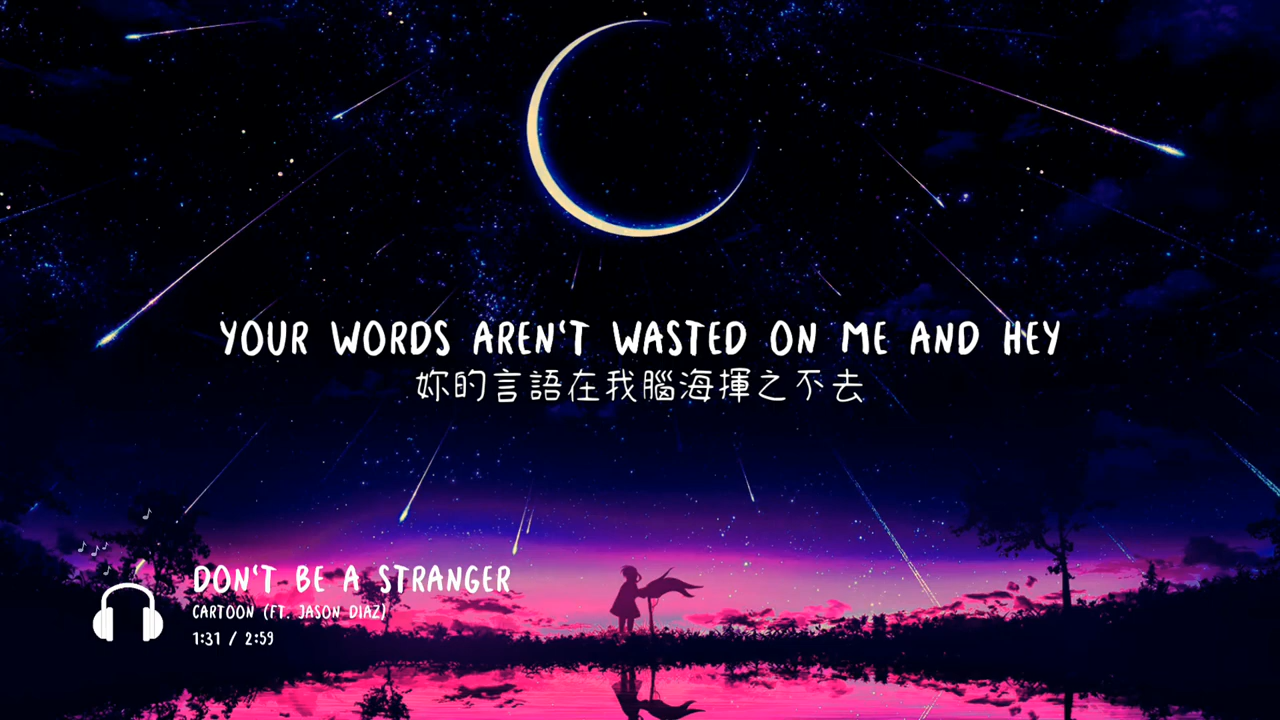 YOUR WORDS AREN'T WASTED ON ME AND HEY
妳的言語在我腦海揮之不去
DON'T BE A STRANGER
CARTOON (FT. JASON DIAZ)
1:31 / 2:59